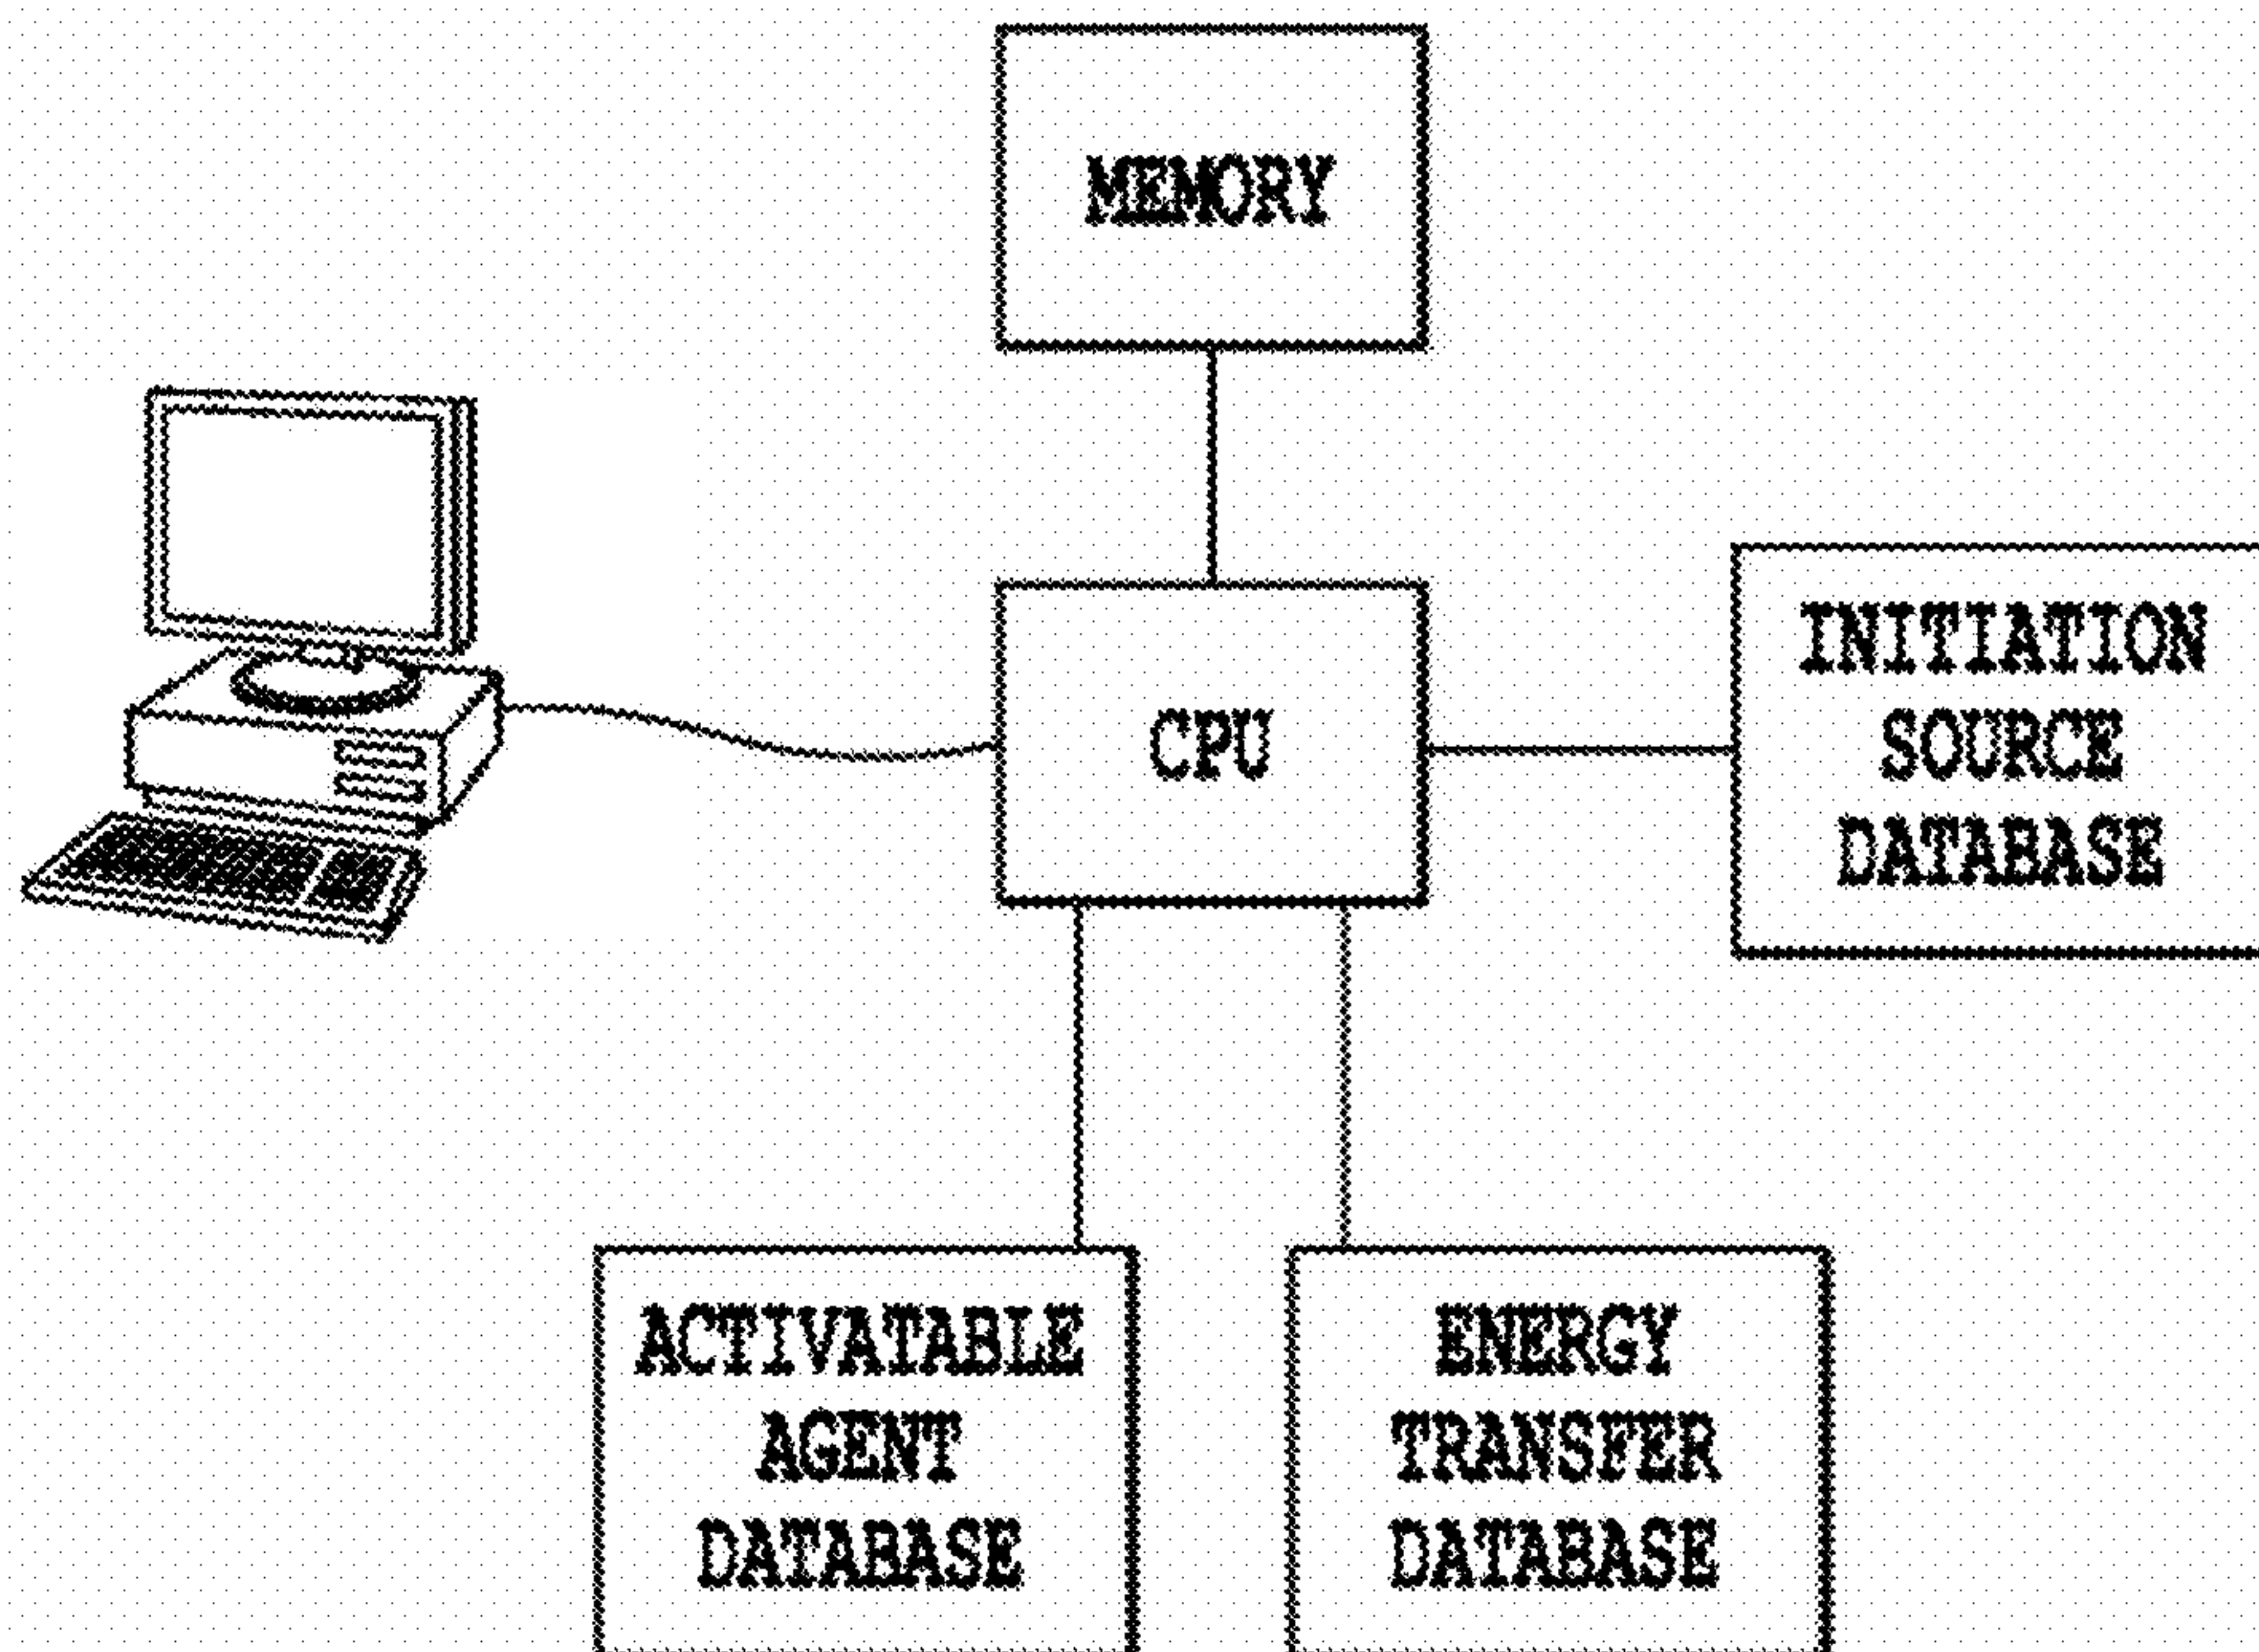 MEMORY
CPU
INITIATION
SOURCE
DATABASE
ACTIVATABLE
AGENT
DATABASE
ENERGY
TRANSFER
DATABASE